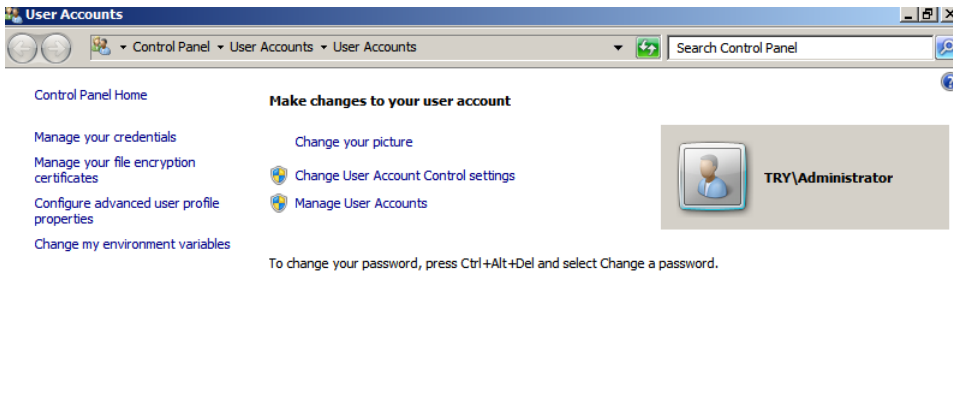 User Accounts
Control Panel User Accounts User Accounts
Search Control Panel
Control Panel Home
Manage your credentials
Manage your file encryption
certificates
Configure advanced user profile
properties
Change my environment variables
Make changes to your user account
Change your picture
Change User Account Control settings
Manage User Accounts
TRY\Administrator
To change your password, press Ctrl+Alt+Del and select Change a password.